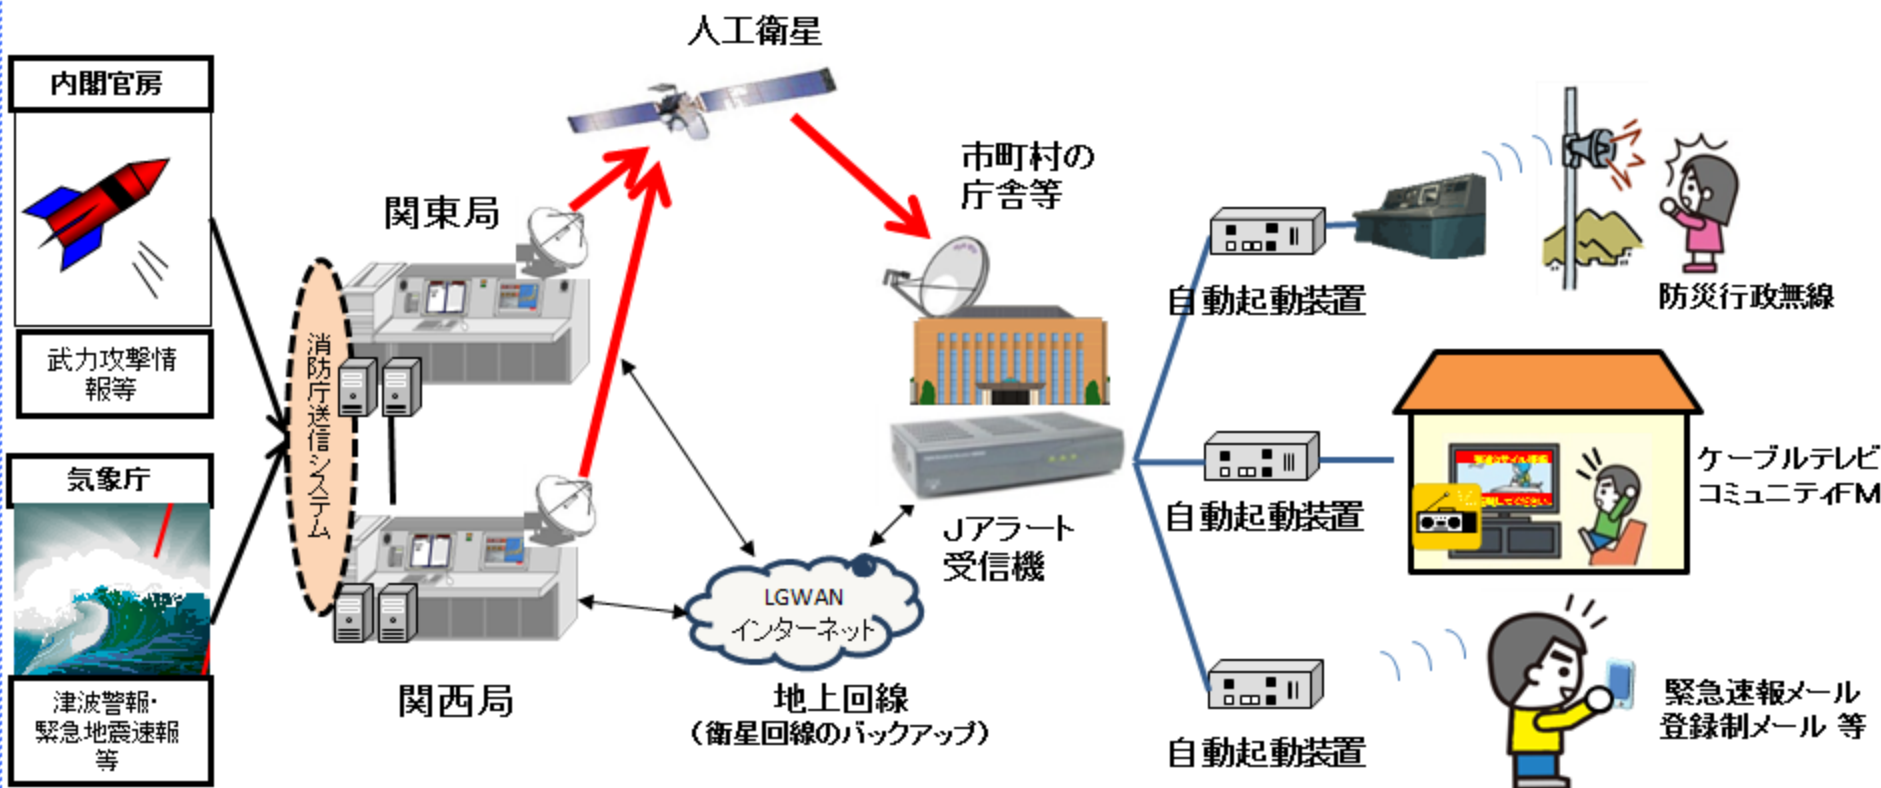 人工衛星
内閣官房
武力攻撃情
報等
気象庁
津波警報・
緊急地震速報
等
消防庁送信システム
関東局
関西局
市町村の
庁舎等
Jアラート
受信機
LGWAN
インターネット
地上回線
（衛星回線のバックアップ）
自動起動装置
防災行政無線
自動起動装置
ケーブルテレビ
コミュニティFM
自動起動装置
緊急速報メール
登録制メール 等